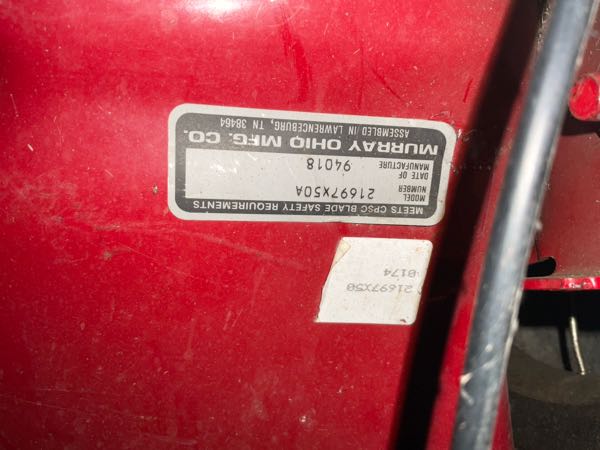 MEETS CPSC BLADE SAFETY REQUIREMENTS
MODEL NUMBER 21697X50A
DATE OF MANUFACTURE 94018
MURRAY OHIO MFG. CO.
ASSEMBLED IN LAWRENCEBURG, TN 38464
21697X50
0174